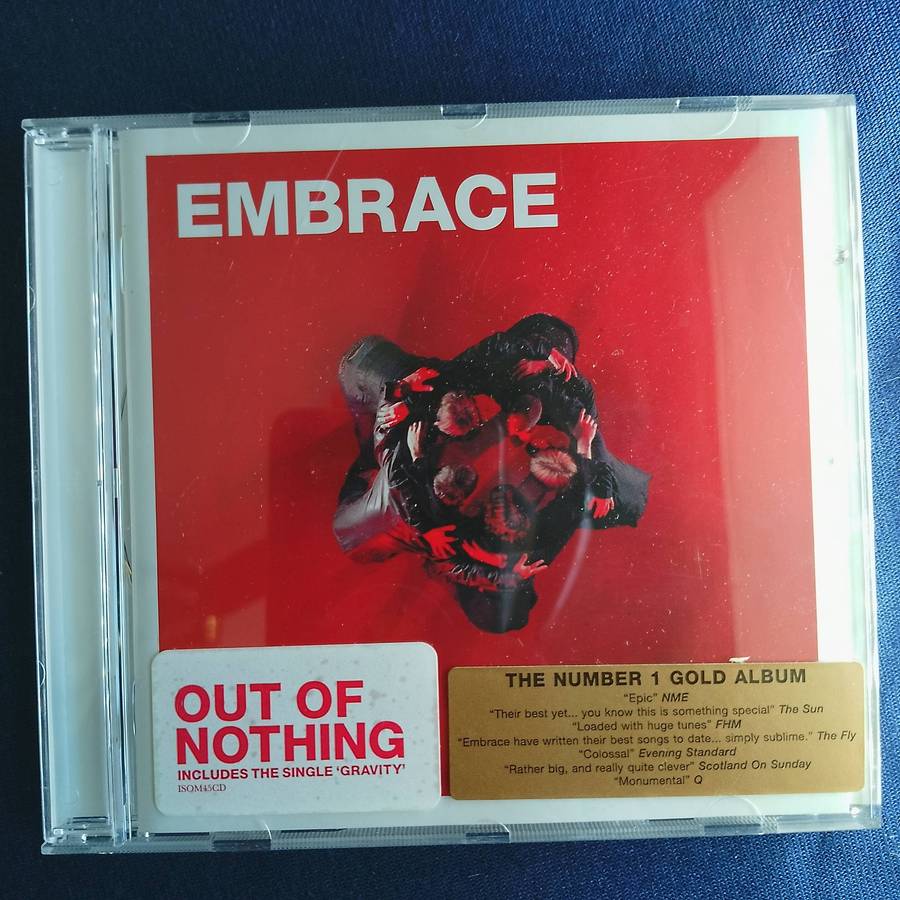 EMBRACE
OUT OF
NOTHING
INCLUDES THE SINGLE ‘GRAVITY’
ISOM45CD
THE NUMBER 1 GOLD ALBUM
“Epic” NME
“Their best yet... you know this is something special” The Sun
“Loaded with huge tunes” FHM
“Embrace have written their best songs to date... simply sublime.” The Fly
“Colossal” Evening Standard
“Rather big, and really quite clever” Scotland On Sunday
“Monumental” Q